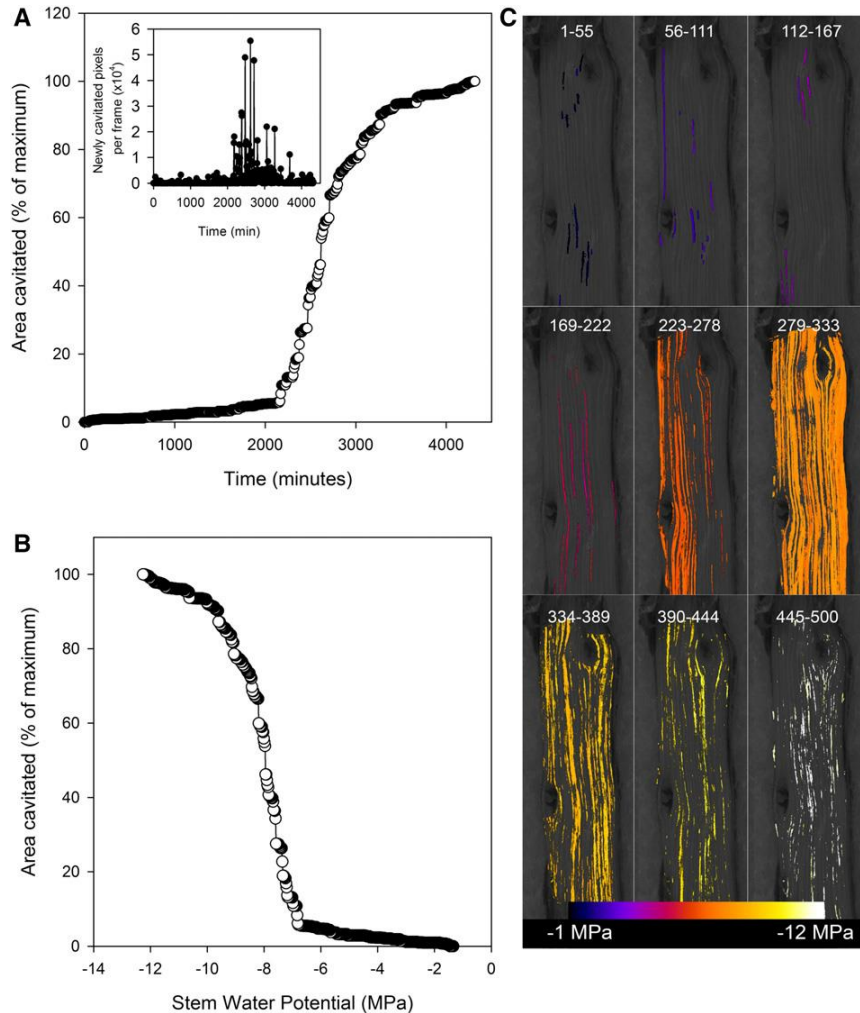 A
Area cavitated (% of maximum)
120
100
80
60
40
20
0
0 1000 2000 3000 4000
Time (minutes)
Newly cavitated pixels
per frame (x10⁴)
6
5
4
3
2
1
0
0 1000 2000 3000 4000
Time (min)
B
Area cavitated (% of maximum)
100
80
60
40
20
0
-14 -12 -10 -8 -6 -4 -2 0
Stem Water Potential (MPa)
C
1-55 56-111 112-167
169-222 223-278 279-333
334-389 390-444 445-500
-1 MPa -12 MPa